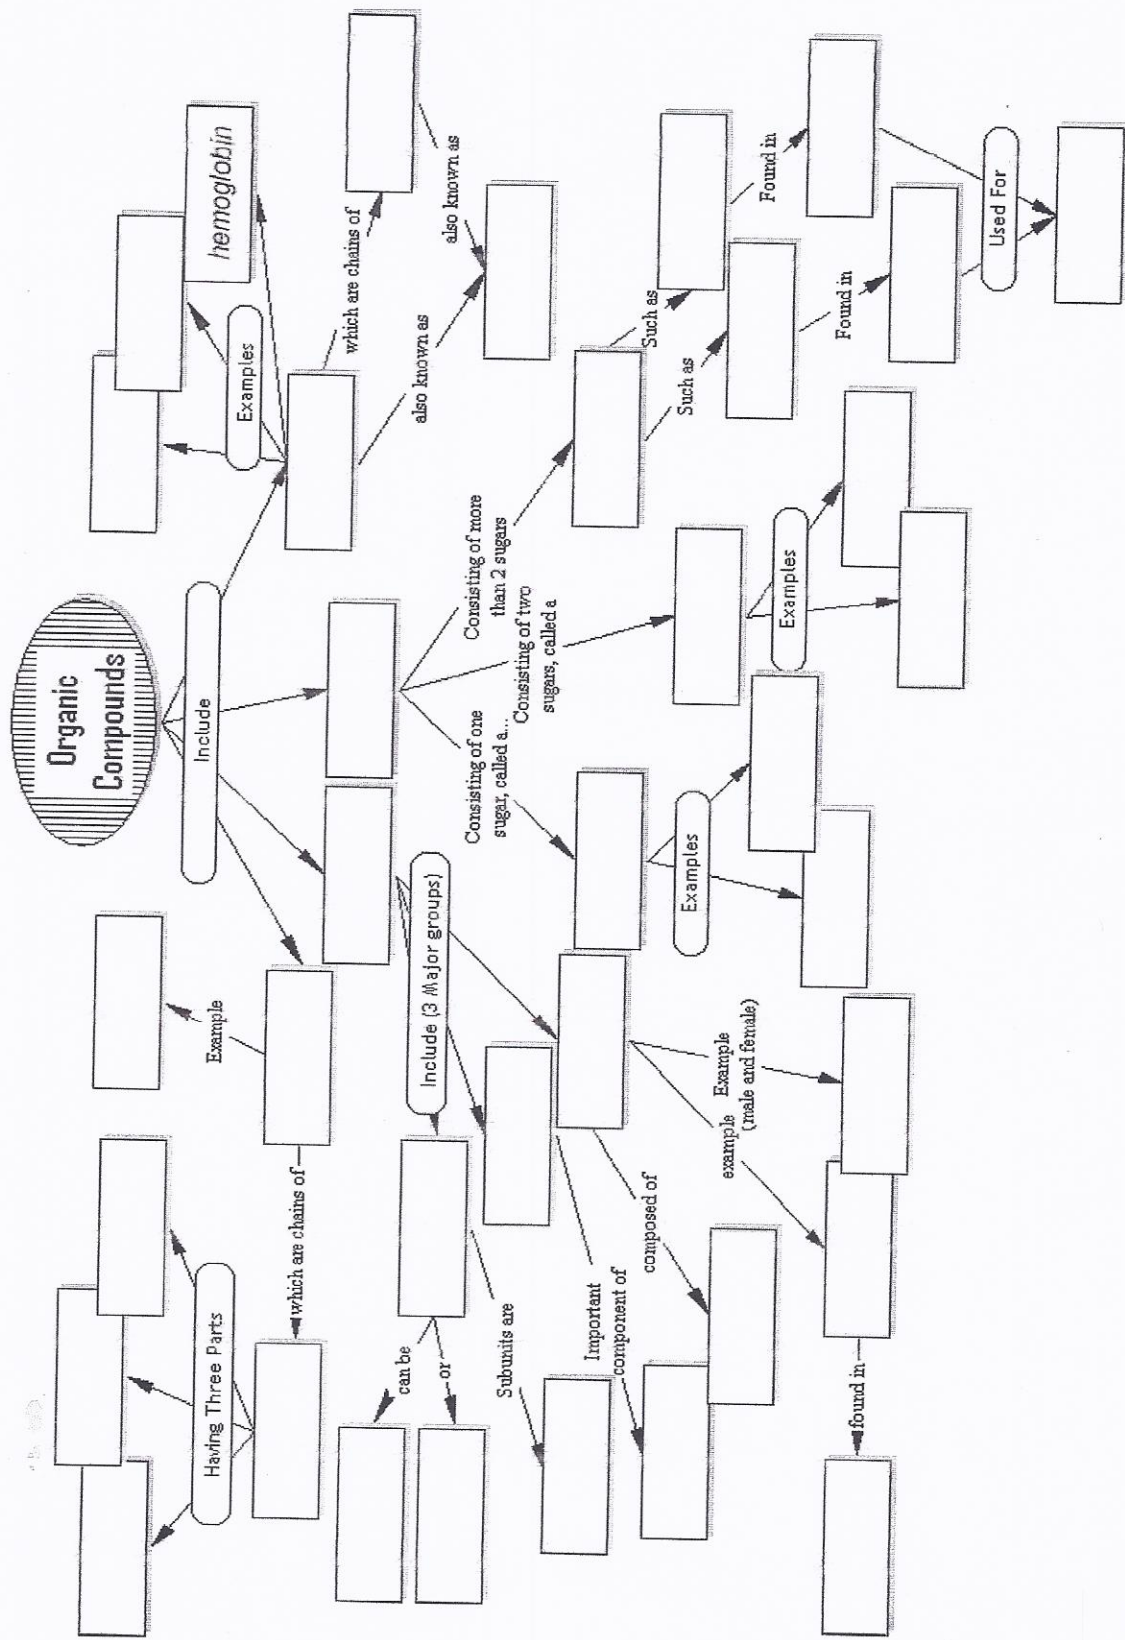 Organic
Compounds
Include
Having Three Parts
Example
Examples
hemoglobin
which are chains of
which are chains of
also known as
also known as
Include (3 Major groups)
can be
or
Subunits are
Important
component of
composed of
example
Example
(male and female)
found in
Consisting of one
sugar, called a...
Consisting of two
sugars, called a
Consisting of more
than 2 sugars
Examples
Examples
Such as
Such as
Found in
Found in
Used For